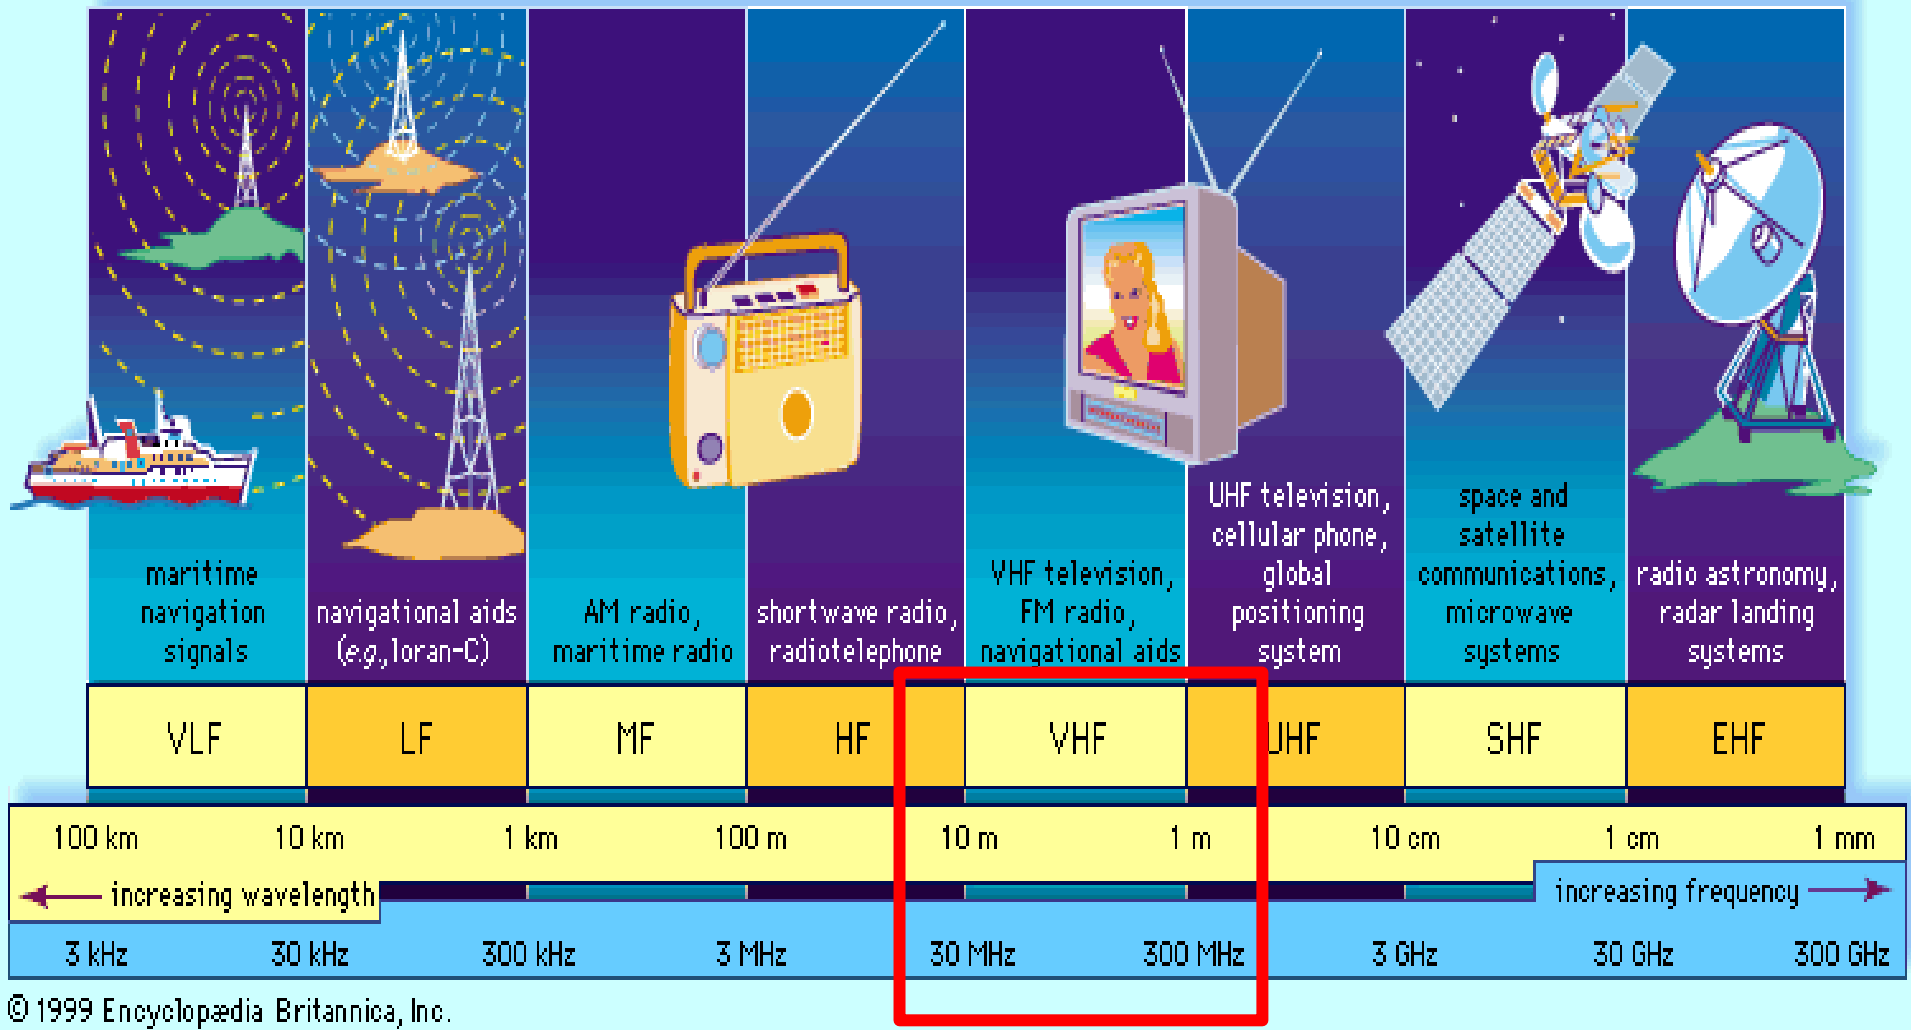 maritime
navigation
signals
navigational aids
(e.g., loran-C)
AM radio,
maritime radio
shortwave radio,
radiotelephone
VHF television,
FM radio,
navigational aids
UHF television,
cellular phone,
global
positioning
system
space and
satellite
communications,
microwave
systems
radio astronomy,
radar landing
systems
VLF LF MF HF VHF UHF SHF EHF
100 km 10 km 1 km 100 m 10 m 1 m 10 cm 1 cm 1 mm
increasing wavelength
increasing frequency
3 kHz 30 kHz 300 kHz 3 MHz 30 MHz 300 MHz 3 GHz 30 GHz 300 GHz
© 1999 Encyclopædia Britannica, Inc.